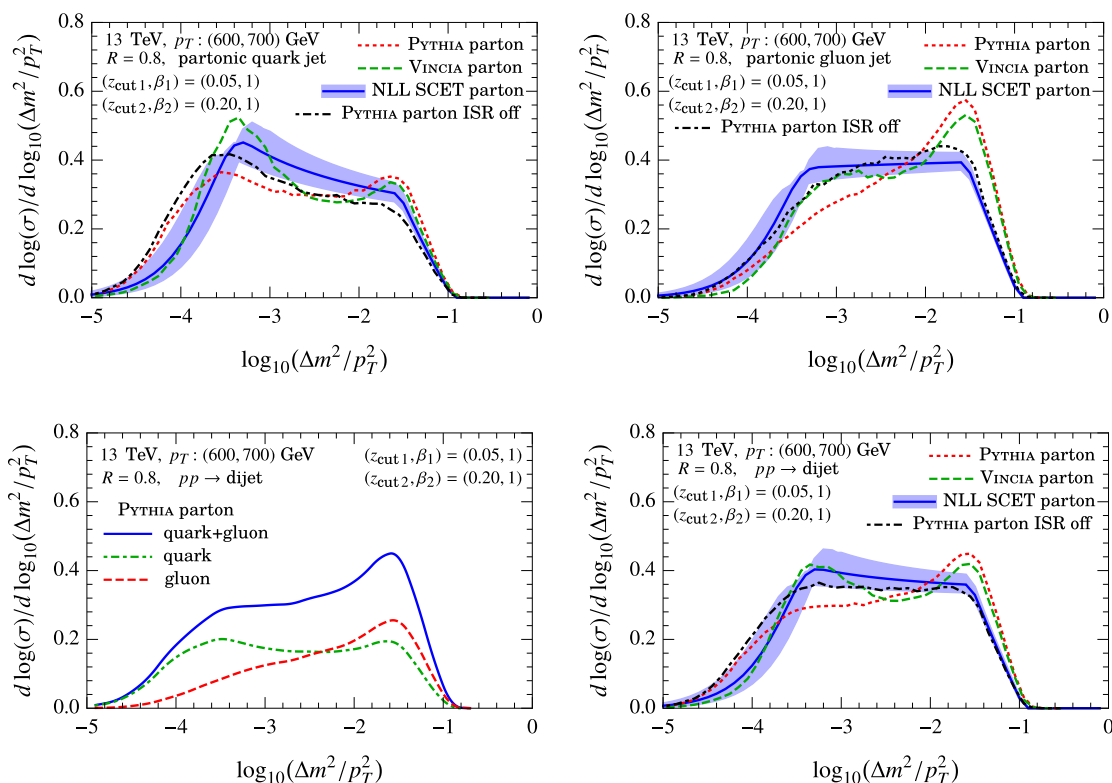 13 TeV, p_T : (600, 700) GeV
R = 0.8, partonic quark jet
(z_cut 1, β_1) = (0.05, 1)
(z_cut 2, β_2) = (0.20, 1)
PYTHIA parton
VINCIA parton
NLL SCET parton
PYTHIA parton ISR off
d log(σ)/d log_10(Δm²/p_T²)
0.8
0.6
0.4
0.2
0.0
−5 −4 −3 −2 −1 0
log_10(Δm²/p_T²)
13 TeV, p_T : (600, 700) GeV
R = 0.8, partonic gluon jet
(z_cut 1, β_1) = (0.05, 1)
(z_cut 2, β_2) = (0.20, 1)
PYTHIA parton
VINCIA parton
NLL SCET parton
PYTHIA parton ISR off
d log(σ)/d log_10(Δm²/p_T²)
0.8
0.6
0.4
0.2
0.0
−5 −4 −3 −2 −1 0
log_10(Δm²/p_T²)
13 TeV, p_T : (600, 700) GeV
R = 0.8, pp → dijet
(z_cut 1, β_1) = (0.05, 1)
(z_cut 2, β_2) = (0.20, 1)
PYTHIA parton
quark+gluon
quark
gluon
d log(σ)/d log_10(Δm²/p_T²)
0.8
0.6
0.4
0.2
0.0
−5 −4 −3 −2 −1 0
log_10(Δm²/p_T²)
13 TeV, p_T : (600, 700) GeV
R = 0.8, pp → dijet
(z_cut 1, β_1) = (0.05, 1)
(z_cut 2, β_2) = (0.20, 1)
PYTHIA parton
VINCIA parton
NLL SCET parton
PYTHIA parton ISR off
d log(σ)/d log_10(Δm²/p_T²)
0.8
0.6
0.4
0.2
0.0
−5 −4 −3 −2 −1 0
log_10(Δm²/p_T²)